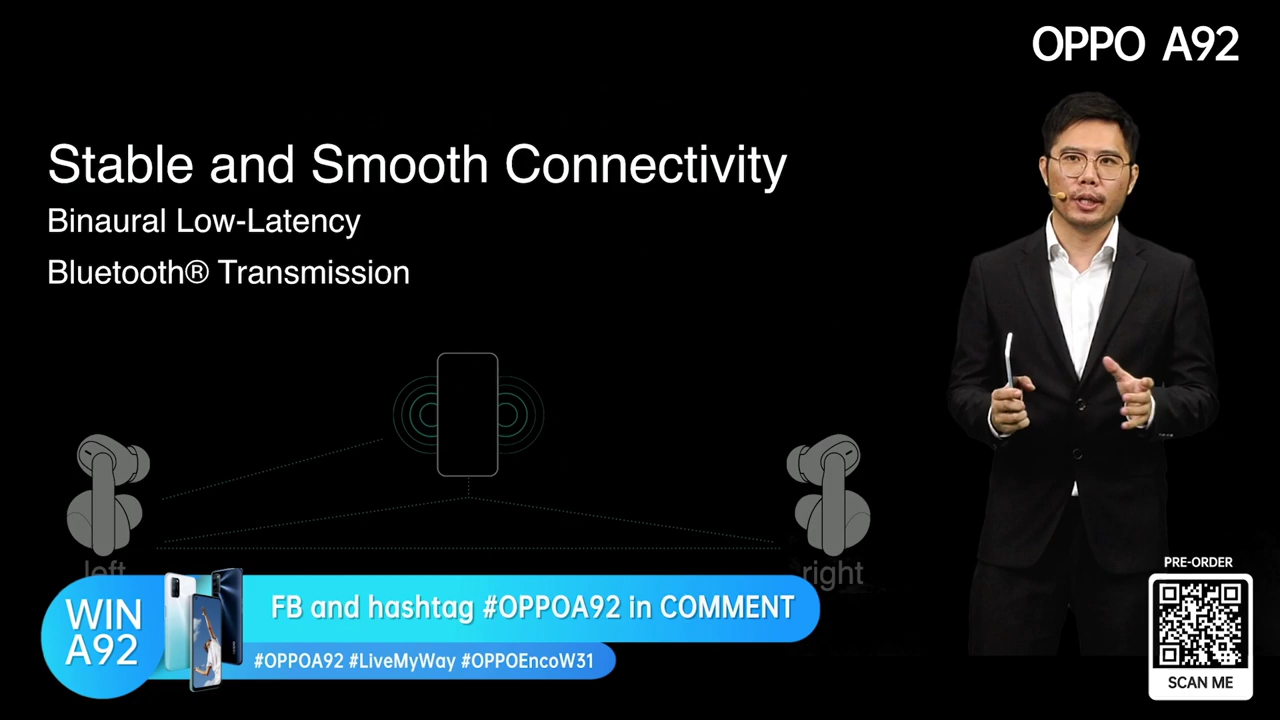 OPPO A92
Stable and Smooth Connectivity
Binaural Low-Latency
Bluetooth® Transmission
left
right
WIN
A92
FB and hashtag #OPPOA92 in COMMENT
#OPPOA92 #LiveMyWay #OPPOEncoW31
PRE-ORDER
SCAN ME